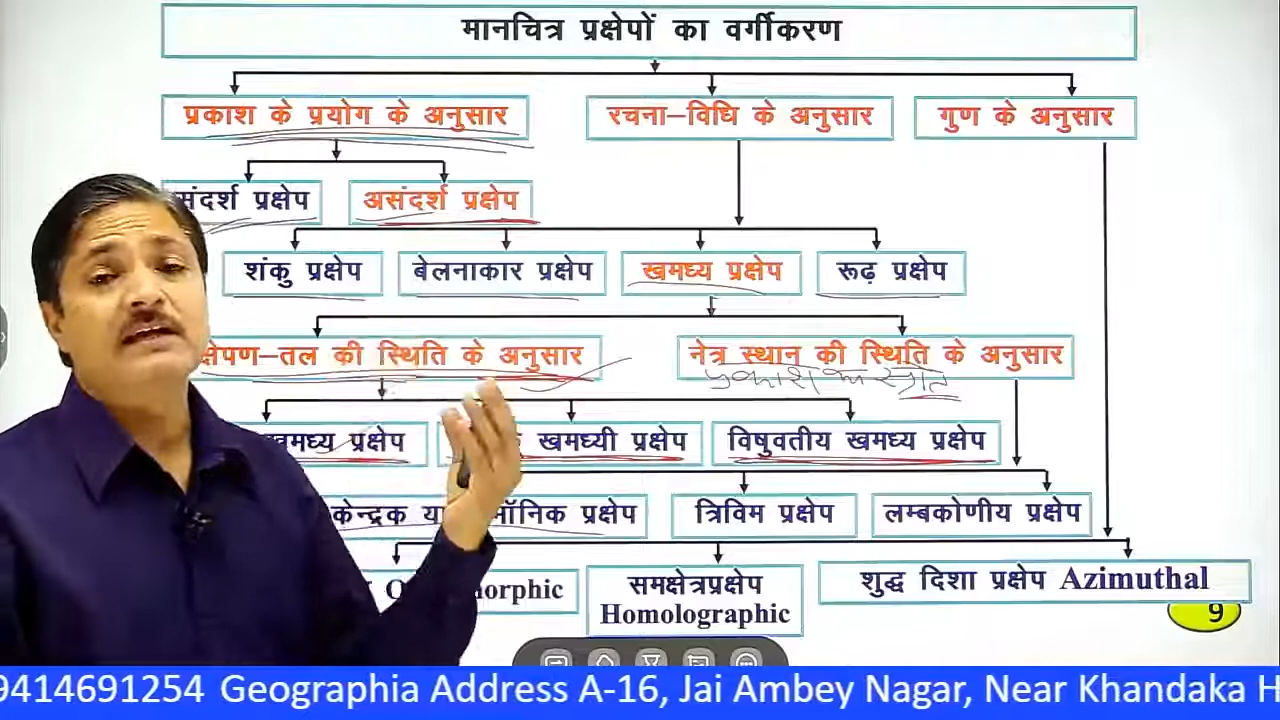 मानचित्र प्रक्षेपों का वर्गीकरण
प्रकाश के प्रयोग के अनुसार
रचना–विधि के अनुसार
गुण के अनुसार
संदर्श प्रक्षेप
असंदर्श प्रक्षेप
शंकु प्रक्षेप
बेलनाकार प्रक्षेप
खमध्य प्रक्षेप
रूढ़ प्रक्षेप
क्षेपण–तल की स्थिति के अनुसार
नेत्र स्थान की स्थिति के अनुसार
प्रकाश का स्त्रोत
खमध्य प्रक्षेप
खमध्यी प्रक्षेप
विषुवतीय खमध्य प्रक्षेप
केन्द्रक या मॉनिक प्रक्षेप
त्रिविम प्रक्षेप
लम्बकोणीय प्रक्षेप
समक्षेत्रप्रक्षेप
Homolographic
शुद्ध दिशा प्रक्षेप Azimuthal
9
9414691254 Geographia Address A-16, Jai Ambey Nagar, Near Khandaka H